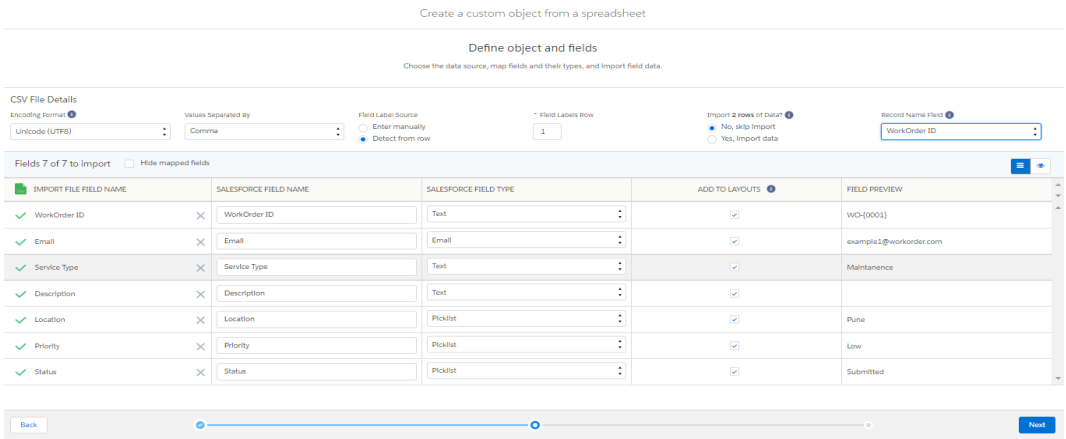 Create a custom object from a spreadsheet
Define object and fields
Choose the data source, map fields and their types, and import field data.
CSV File Details
Encoding Format Values Separated By Field Label Source * Field Labels Row Import 2 rows of Data? Record Name Field
Unicode (UTF8) Comma Enter manually 1 No, skip import WorkOrder ID
Detect from row Yes, import data
Fields 7 of 7 to import Hide mapped fields
IMPORT FILE FIELD NAME SALESFORCE FIELD NAME SALESFORCE FIELD TYPE ADD TO LAYOUTS FIELD PREVIEW
WorkOrder ID WorkOrder ID Text WO-{0001}
Email Email Email example1@workorder.com
Service Type Service Type Text Maintanence
Description Description Text
Location Location Picklist Pune
Priority Priority Picklist Low
Status Status Picklist Submitted
Back Next